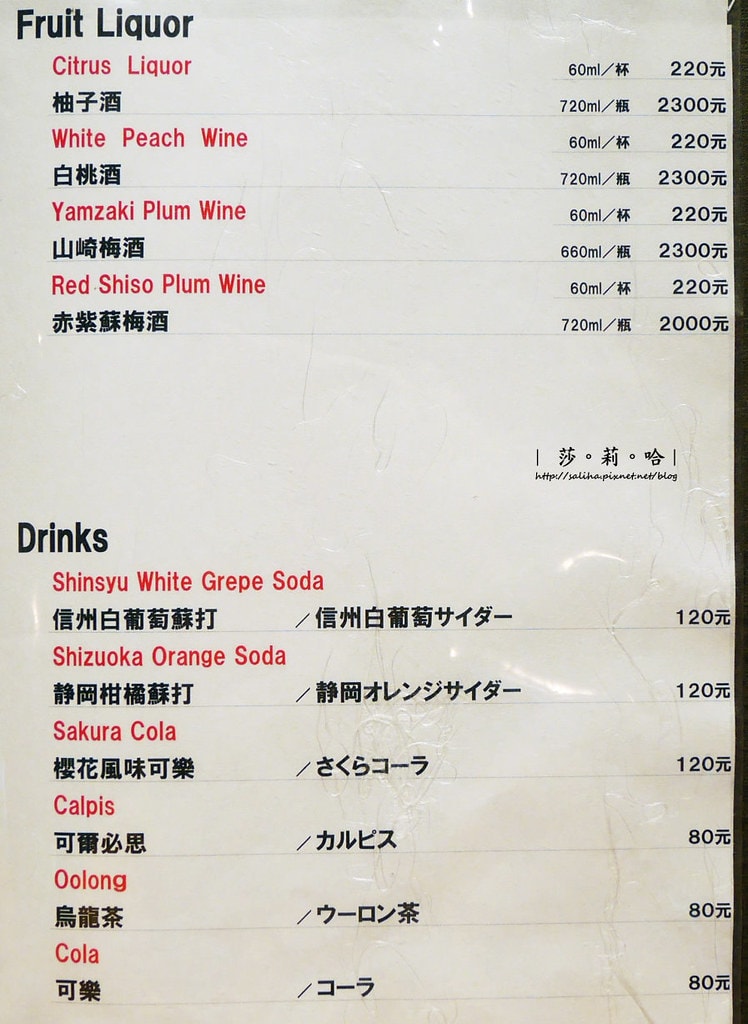 Fruit Liquor
Citrus Liquor 60ml／杯 220元
柚子酒 720ml／瓶 2300元
White Peach Wine 60ml／杯 220元
白桃酒 720ml／瓶 2300元
Yamzaki Plum Wine 60ml／杯 220元
山崎梅酒 660ml／瓶 2300元
Red Shiso Plum Wine 60ml／杯 220元
赤紫蘇梅酒 720ml／瓶 2000元
| 莎。莉。哈 |
http://saliha.pixnet.net/blog
Drinks
Shinsyu White Grepe Soda
信州白葡萄蘇打 ／信州白葡萄サイダー 120元
Shizuoka Orange Soda
静岡柑橘蘇打 ／静岡オレンジサイダー 120元
Sakura Cola
櫻花風味可樂 ／さくらコーラ 120元
Calpis
可爾必思 ／カルピス 80元
Oolong
烏龍茶 ／ウーロン茶 80元
Cola
可樂 ／コーラ 80元